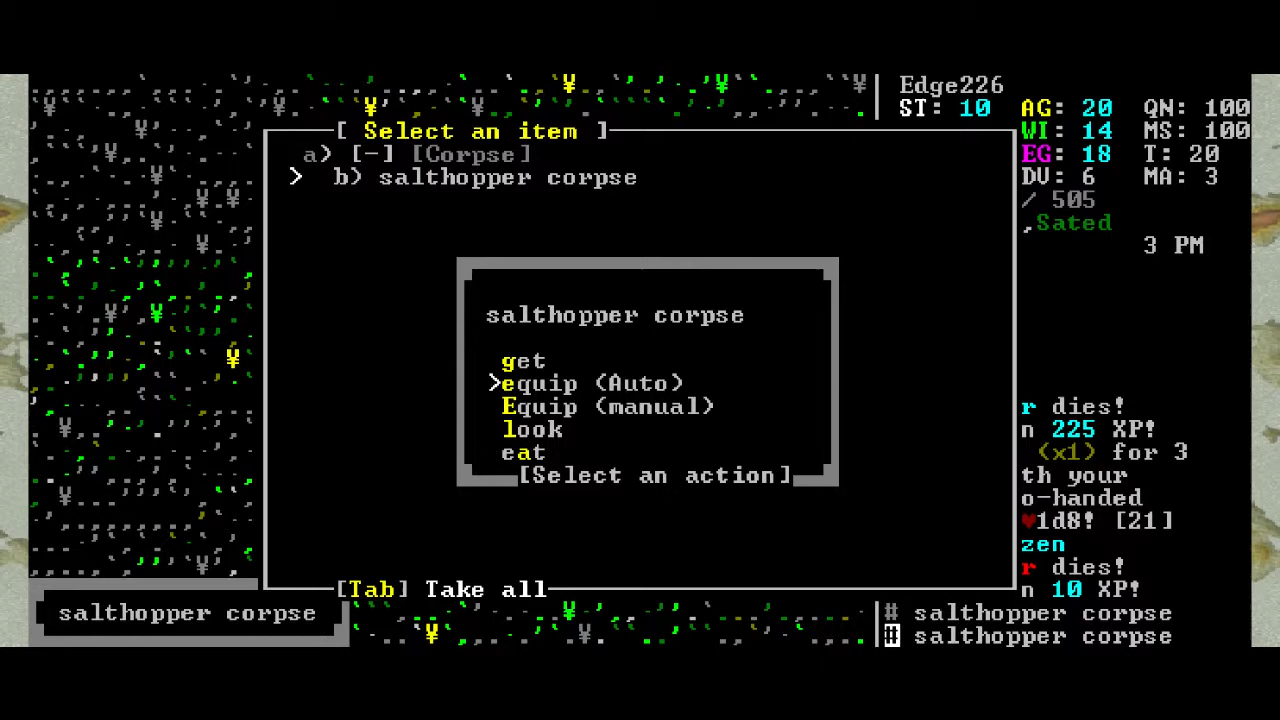 Edge226
ST: 10 AG: 20 QN: 100
WI: 14 MS: 100
EG: 18 T: 20
DV: 6 MA: 3
/ 505
,Sated
3 PM
[ Select an item ]
a) [-] [Corpse]
> b) salthopper corpse
salthopper corpse
get
>equip (Auto)
Equip (manual)
look
eat
[Select an action]
[Tab] Take all
r dies!
n 225 XP!
(x1) for 3
th your
o-handed
♥1d8! [21]
zen
r dies!
n 10 XP!
salthopper corpse
# salthopper corpse
# salthopper corpse